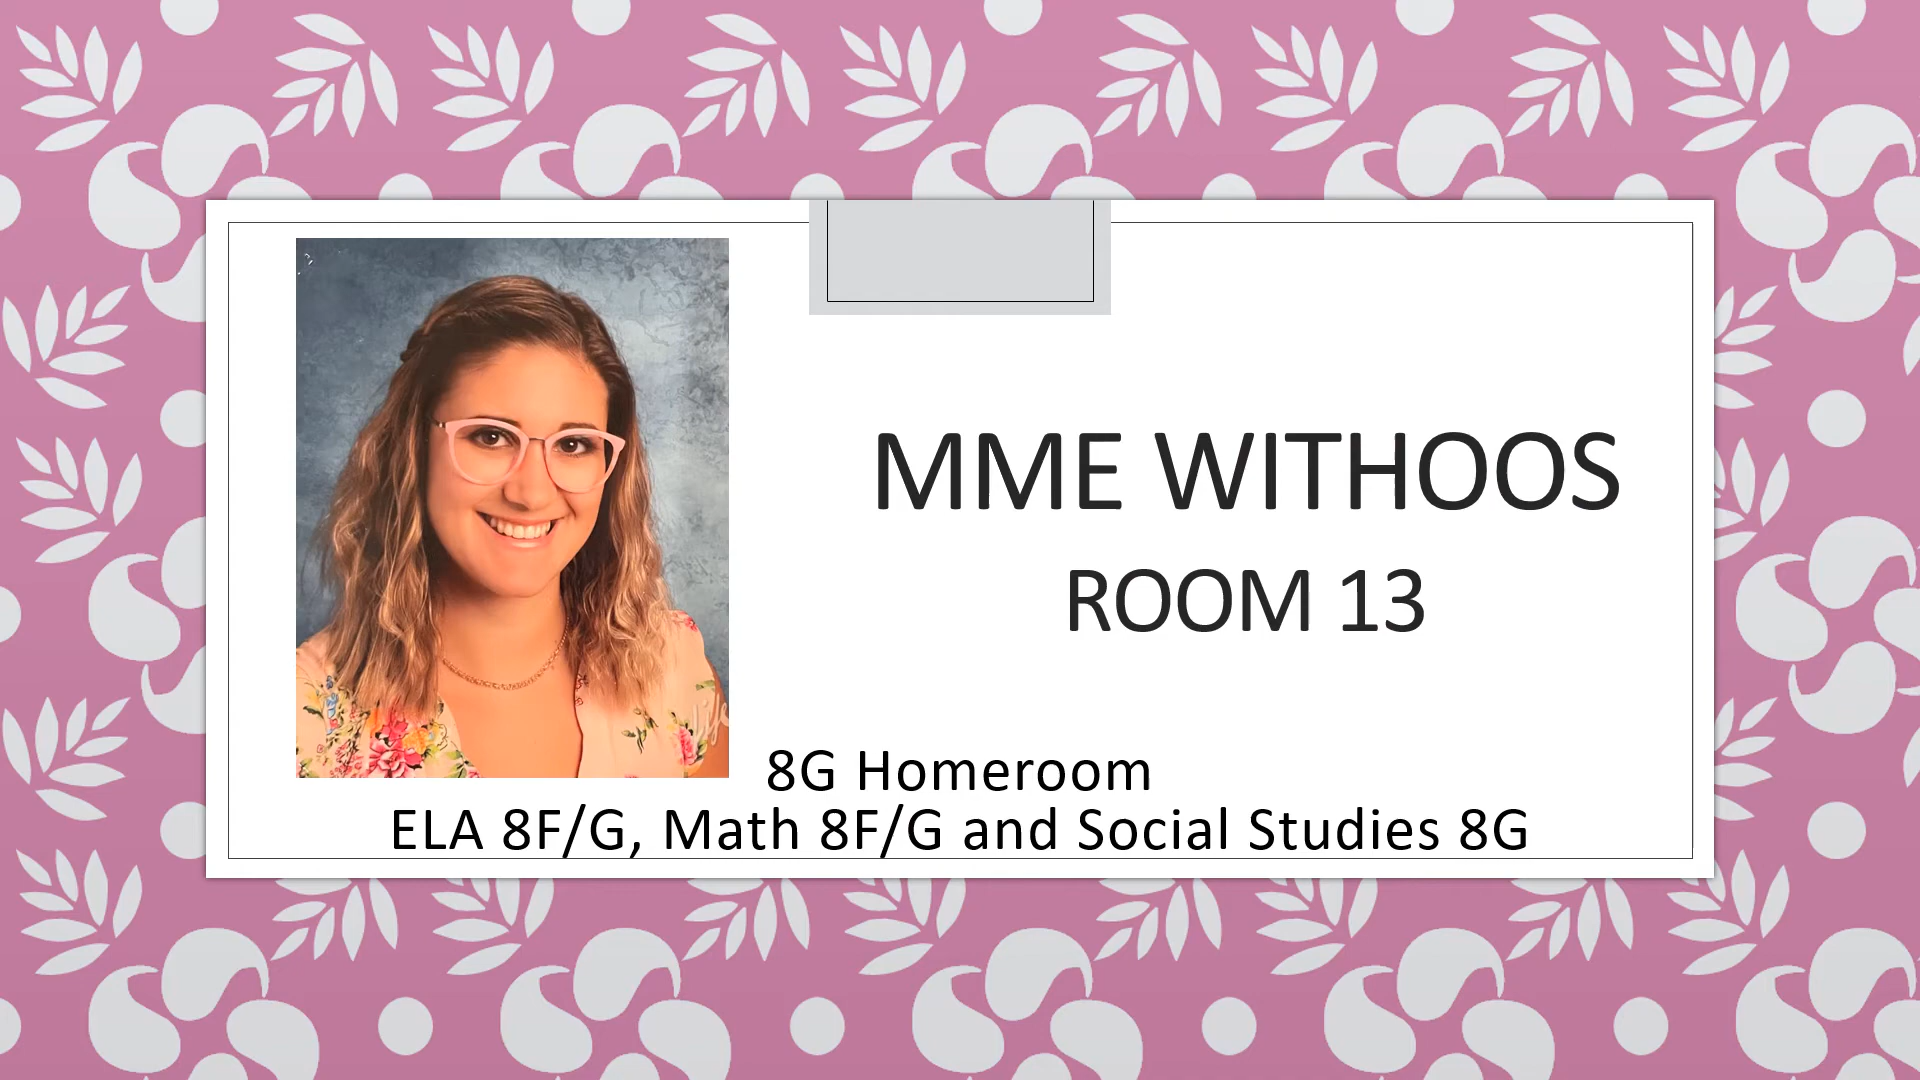 MME WITHOOS
ROOM 13
8G Homeroom
ELA 8F/G, Math 8F/G and Social Studies 8G